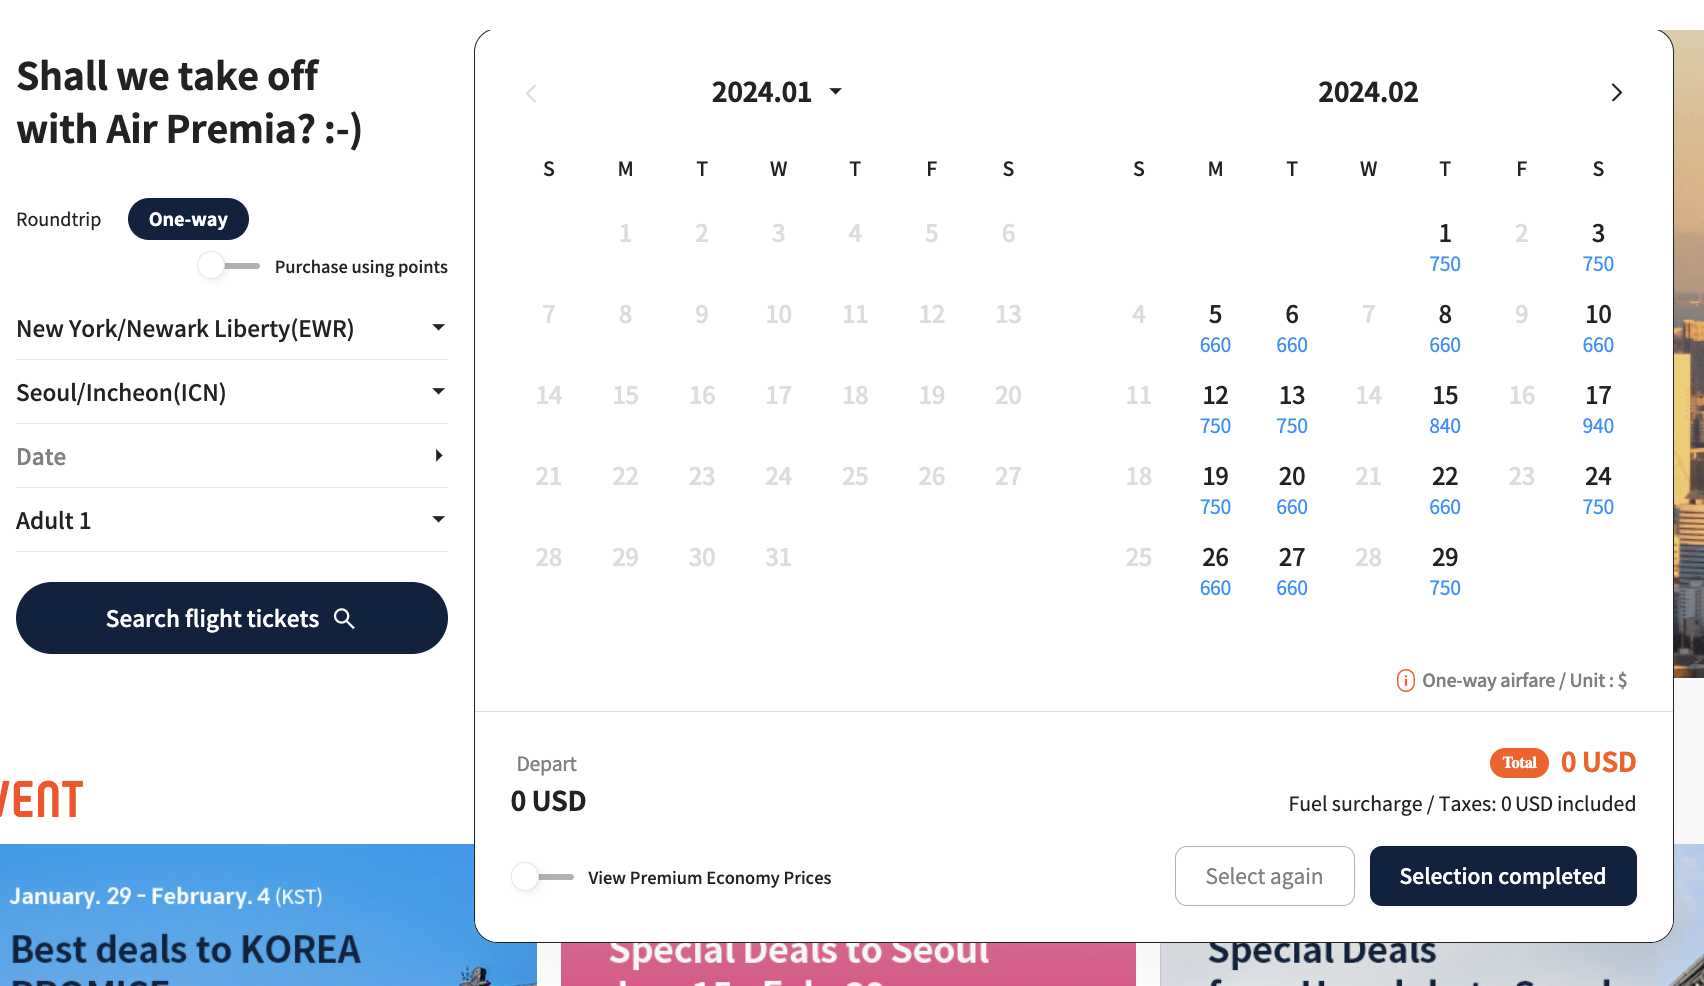 Shall we take off
with Air Premia? :-)
Roundtrip One-way
Purchase using points
New York/Newark Liberty(EWR)
Seoul/Incheon(ICN)
Date
Adult 1
Search flight tickets
2024.01
S M T W T F S
1 2 3 4 5 6
7 8 9 10 11 12 13
14 15 16 17 18 19 20
21 22 23 24 25 26 27
28 29 30 31
2024.02
S M T W T F S
1 2 3
750 750
4 5 6 7 8 9 10
660 660 660 660
11 12 13 14 15 16 17
750 750 840 940
18 19 20 21 22 23 24
750 660 660 750
25 26 27 28 29
660 660 750
One-way airfare / Unit : $
Depart
0 USD
Total 0 USD
Fuel surcharge / Taxes: 0 USD included
View Premium Economy Prices
Select again
Selection completed
VENT
January. 29 - February. 4 (KST)
Best deals to KOREA
PROMISE
Special Deals to Seoul
Special Deals